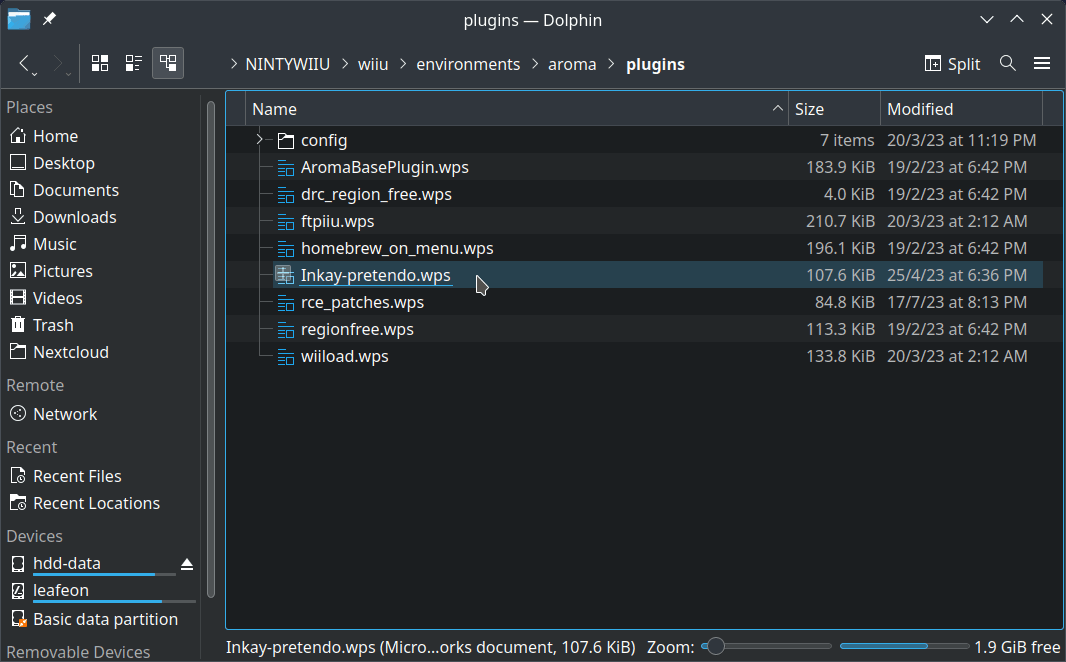 plugins — Dolphin
NINTYWIIU wiiu environments aroma plugins Split
Places
Home
Desktop
Documents
Downloads
Music
Pictures
Videos
Trash
Nextcloud
Remote
Network
Recent
Recent Files
Recent Locations
Devices
hdd-data
leafeon
Basic data partition
Removable Devices
Name Size Modified
config 7 items 20/3/23 at 11:19 PM
AromaBasePlugin.wps 183.9 KiB 19/2/23 at 6:42 PM
drc_region_free.wps 4.0 KiB 19/2/23 at 6:42 PM
ftpiiu.wps 210.7 KiB 20/3/23 at 2:12 AM
homebrew_on_menu.wps 196.1 KiB 19/2/23 at 6:42 PM
Inkay-pretendo.wps 107.6 KiB 25/4/23 at 6:36 PM
rce_patches.wps 84.8 KiB 17/7/23 at 8:13 PM
regionfree.wps 113.3 KiB 19/2/23 at 6:42 PM
wiiload.wps 133.8 KiB 20/3/23 at 2:12 AM
Inkay-pretendo.wps (Micro...orks document, 107.6 KiB) Zoom: 1.9 GiB free